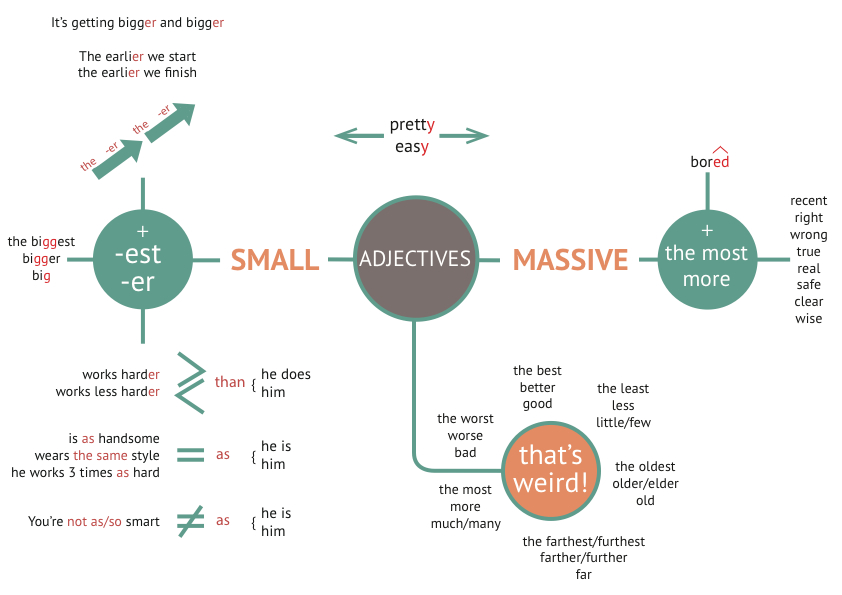 It's getting bigger and bigger
The earlier we start
the earlier we finish
the -er the -er
pretty
easy
bored
recent
right
wrong
true
real
safe
clear
wise
the biggest
bigger
big
+
-est
-er
SMALL
ADJECTIVES
MASSIVE
+
the most
more
works harder
works less harder
than { he does
him
is as handsome
wears the same style
he works 3 times as hard
= as { he is
him
You're not as/so smart
≠ as { he is
him
the best
better
good
the least
less
little/few
the worst
worse
bad
that's
weird!
the oldest
older/elder
old
the most
more
much/many
the farthest/furthest
farther/further
far